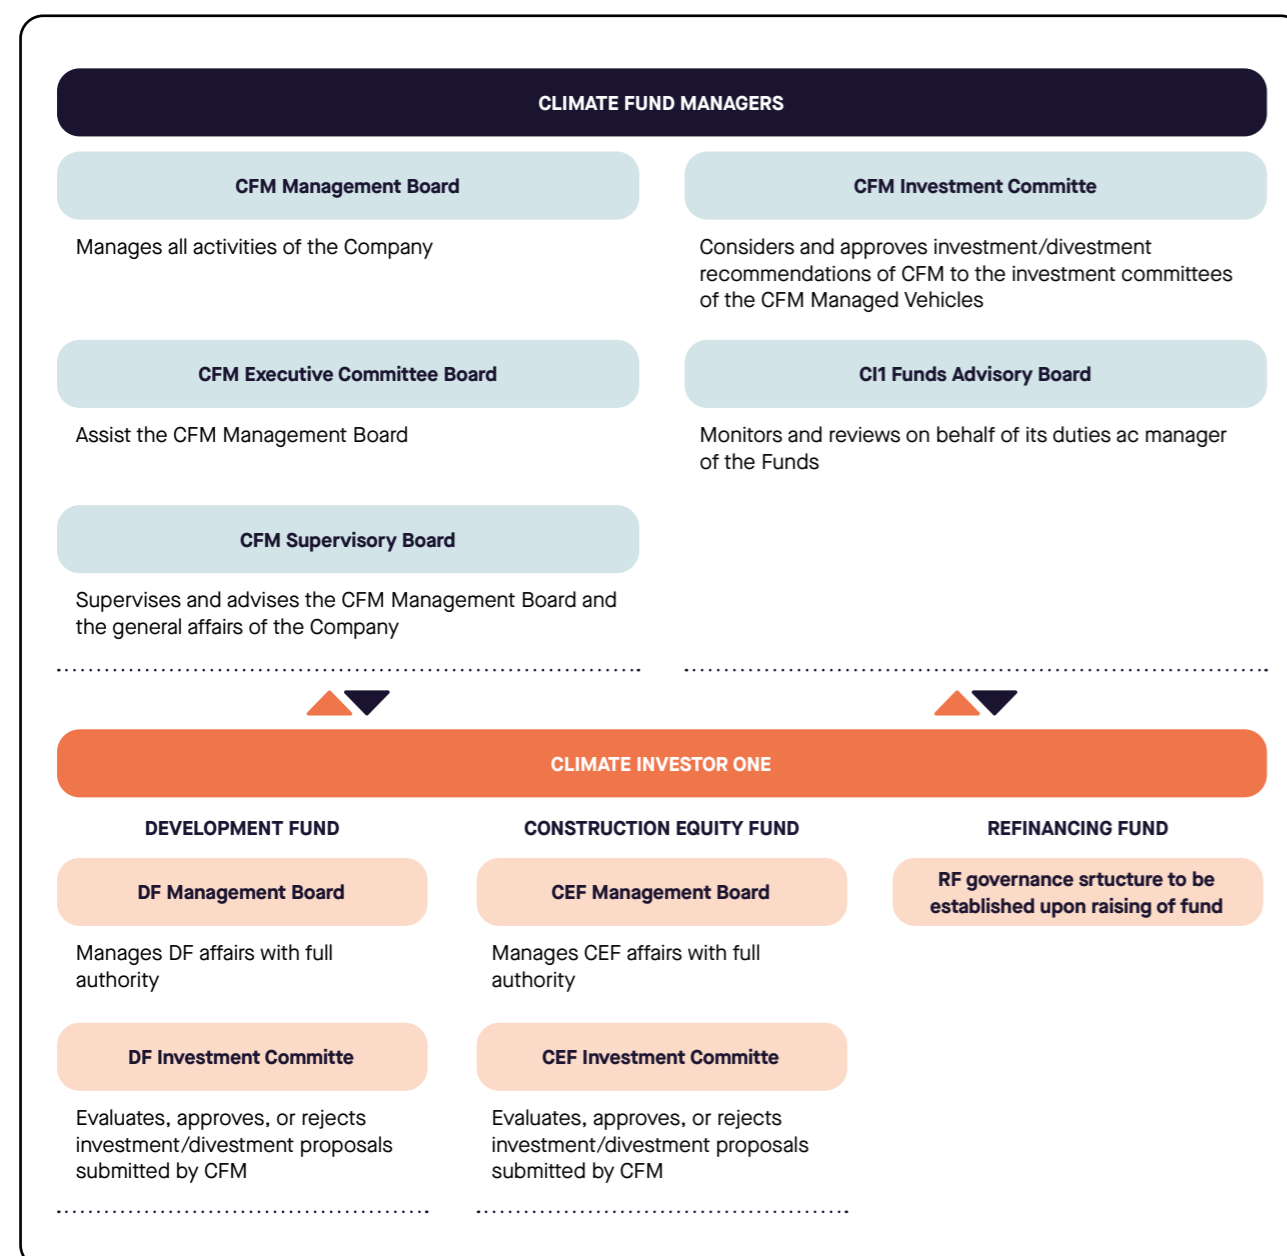 CLIMATE FUND MANAGERS
CFM Management Board
Manages all activities of the Company
CFM Investment Committe
Considers and approves investment/divestment
recommendations of CFM to the investment committees
of the CFM Managed Vehicles
CFM Executive Committee Board
Assist the CFM Management Board
CI1 Funds Advisory Board
Monitors and reviews on behalf of its duties ac manager
of the Funds
CFM Supervisory Board
Supervises and advises the CFM Management Board and
the general affairs of the Company
CLIMATE INVESTOR ONE
DEVELOPMENT FUND
DF Management Board
Manages DF affairs with full
authority
DF Investment Committe
Evaluates, approves, or rejects
investment/divestment proposals
submitted by CFM
CONSTRUCTION EQUITY FUND
CEF Management Board
Manages CEF affairs with full
authority
CEF Investment Committe
Evaluates, approves, or rejects
investment/divestment proposals
submitted by CFM
REFINANCING FUND
RF governance srtucture to be
established upon raising of fund